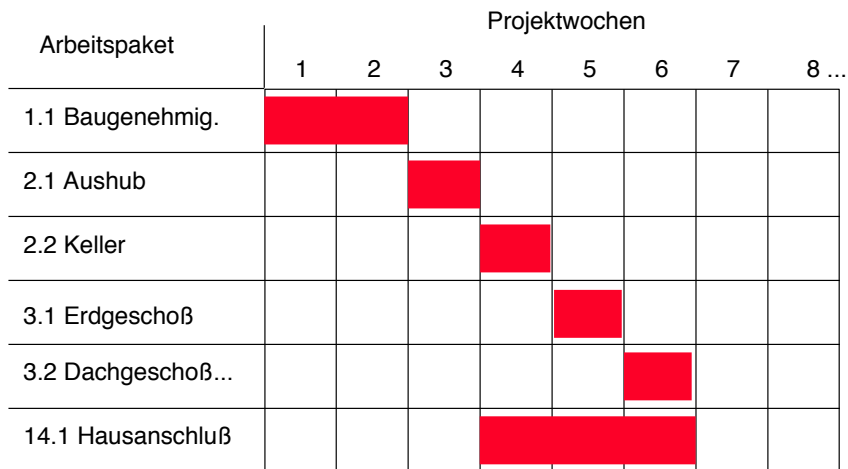 Projektwochen
Arbeitspaket
1 2 3 4 5 6 7 8 ...
1.1 Baugenehmig.
2.1 Aushub
2.2 Keller
3.1 Erdgeschoß
3.2 Dachgeschoß...
14.1 Hausanschluß